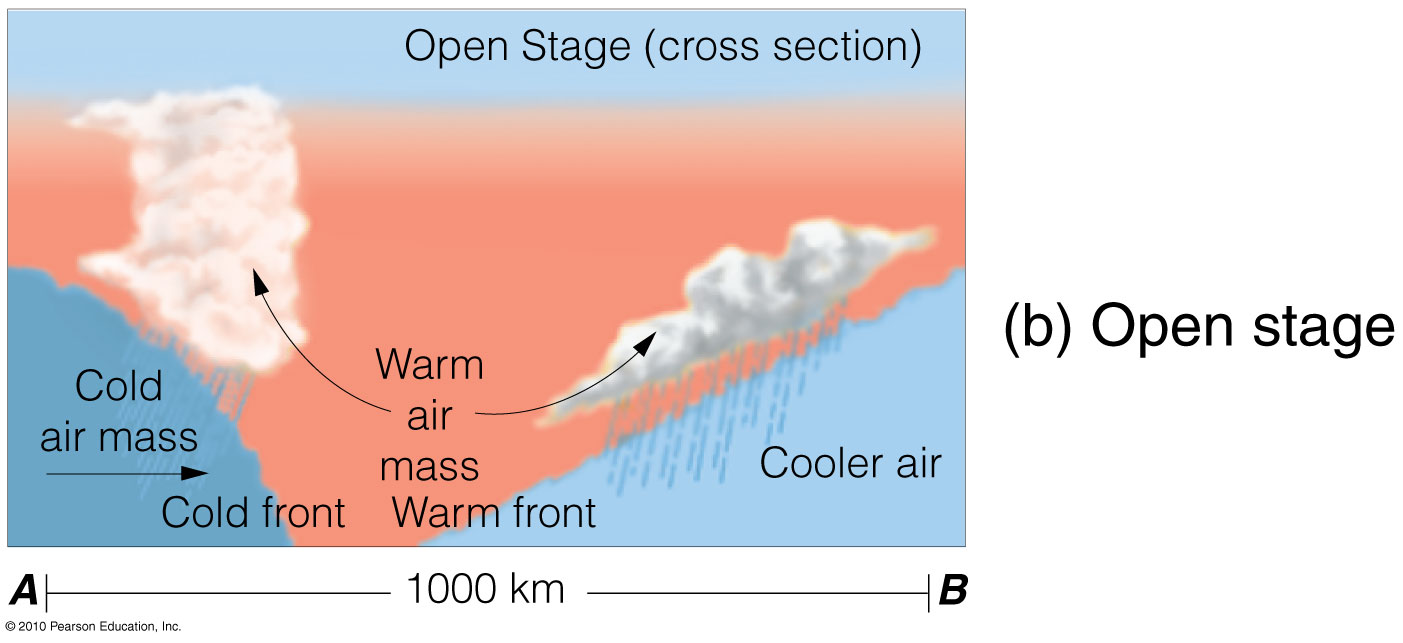 Open Stage (cross section)
Warm
air
mass
Cold
air mass
Cooler air
Cold front
Warm front
(b) Open stage
A
1000 km
B
© 2010 Pearson Education, Inc.